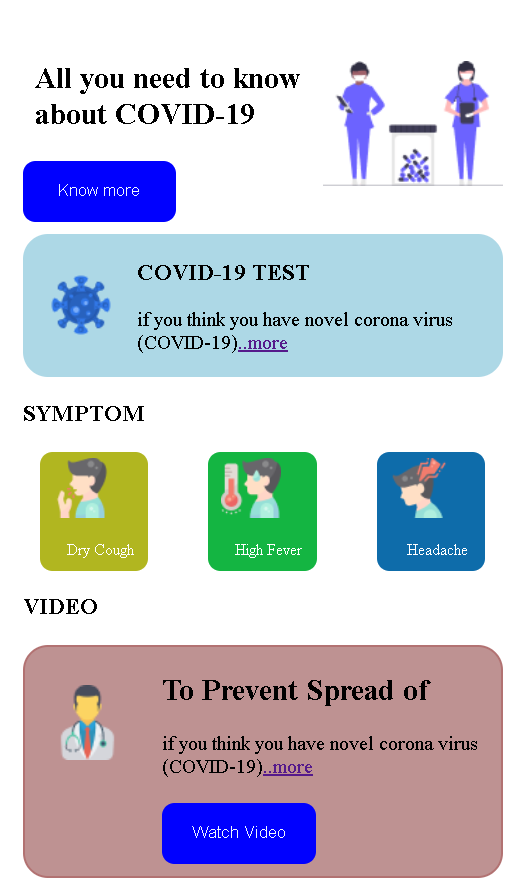 All you need to know
about COVID-19
Know more
COVID-19 TEST
if you think you have novel corona virus
(COVID-19)..more
SYMPTOM
Dry Cough
High Fever
Headache
VIDEO
To Prevent Spread of
if you think you have novel corona virus
(COVID-19)..more
Watch Video